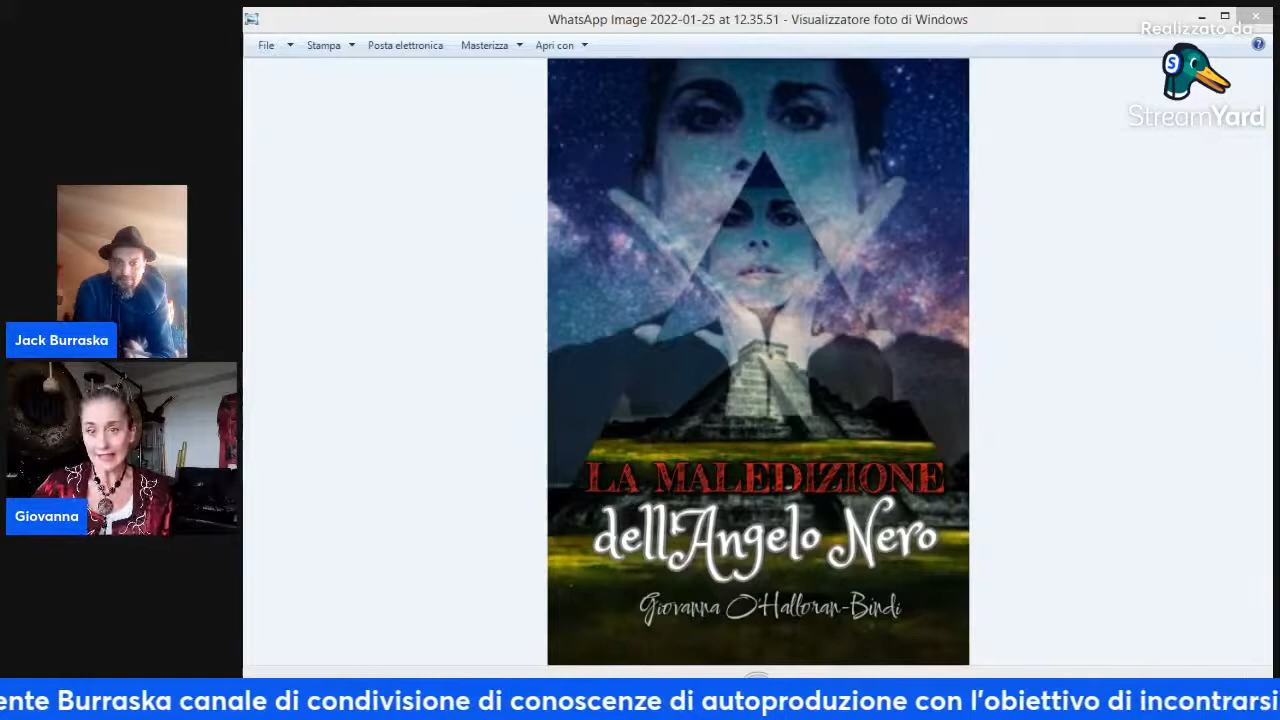 WhatsApp Image 2022-01-25 at 12.35.51 - Visualizzatore foto di Windows
Realizzato da
File Stampa Posta elettronica Masterizza Apri con
StreamYard
Jack Burraska
Giovanna
LA MALEDIZIONE
dell'Angelo Nero
Giovanna O'Halloran-Bindi
ente Burraska canale di condivisione di conoscenze di autoproduzione con l'obiettivo di incontrarsi